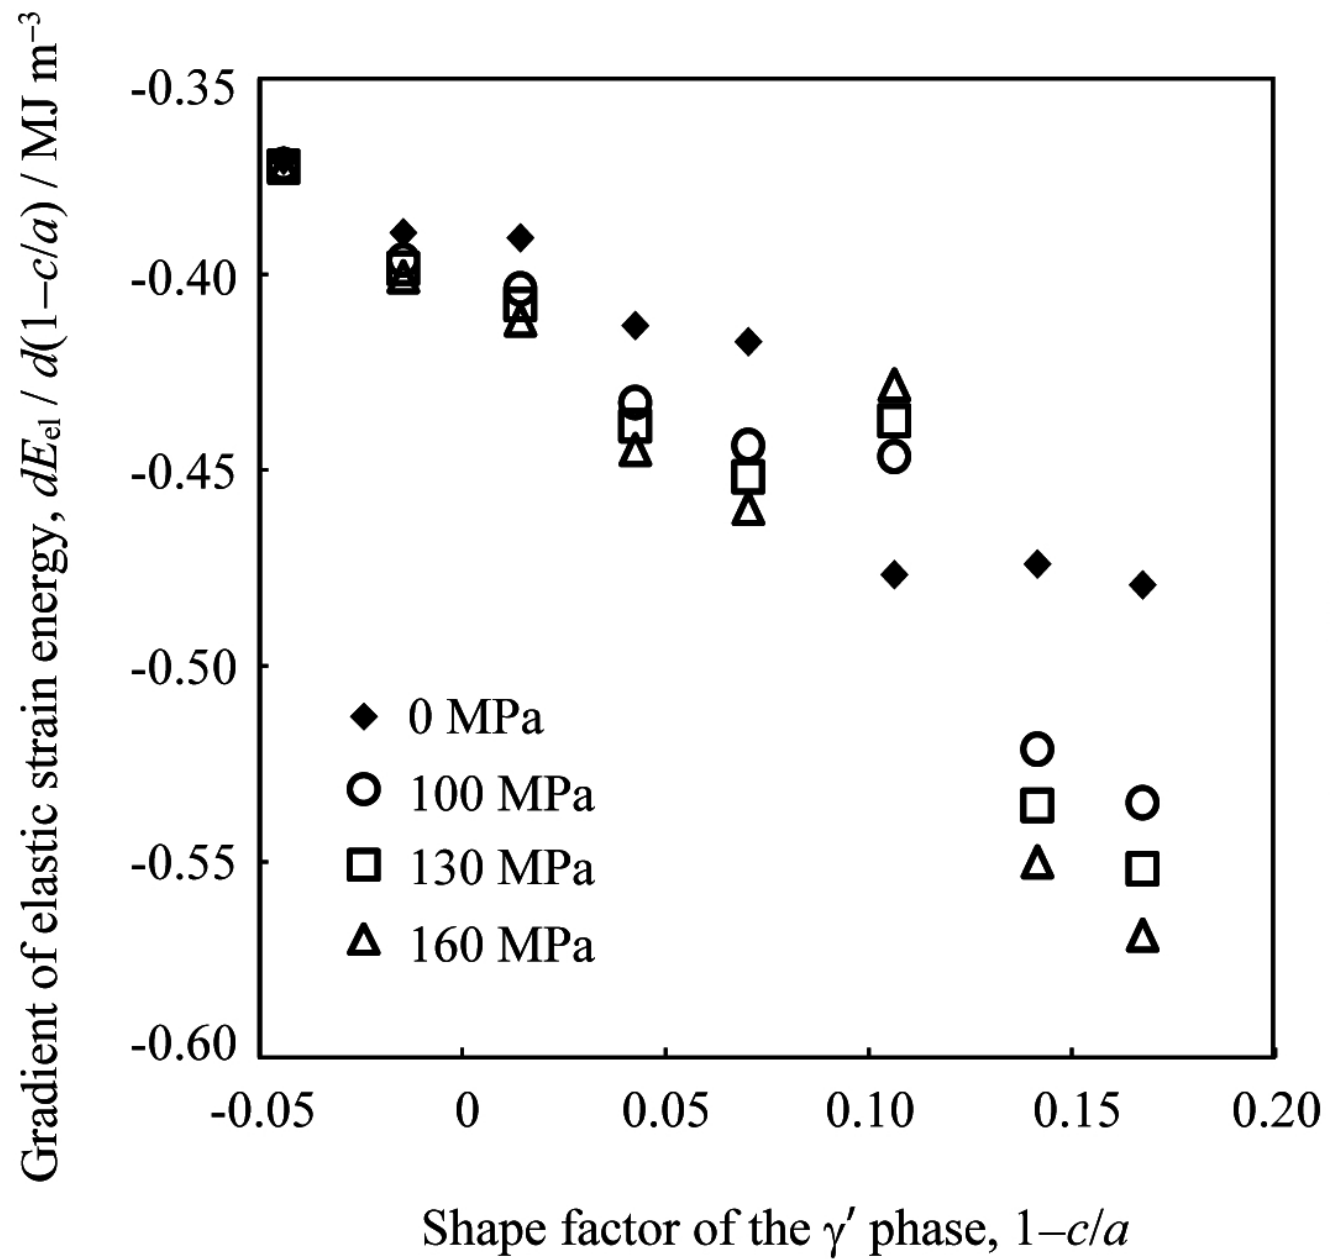 Gradient of elastic strain energy, dEel / d(1–c/a) / MJ m–3
-0.35
-0.40
-0.45
-0.50
-0.55
-0.60
0 MPa
100 MPa
130 MPa
160 MPa
-0.05 0 0.05 0.10 0.15 0.20
Shape factor of the γ′ phase, 1–c/a